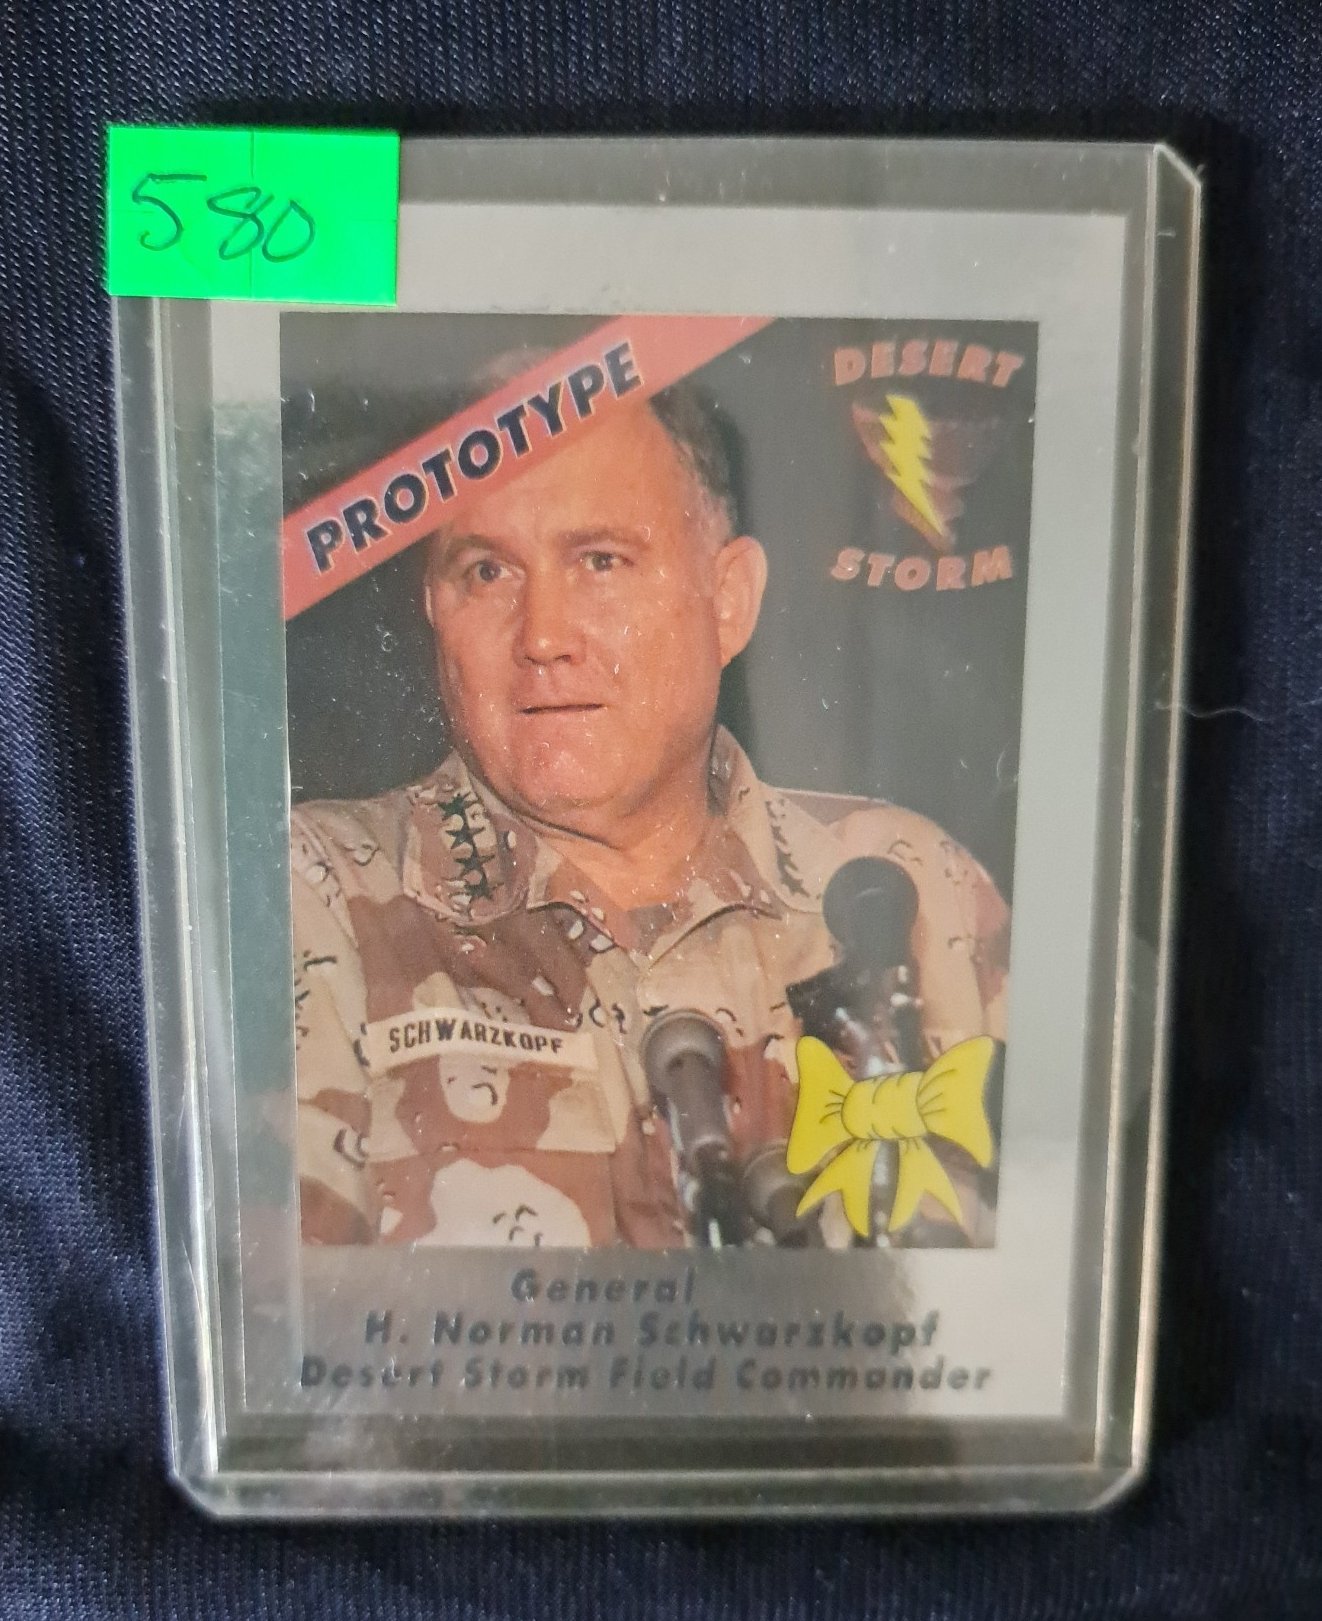 580
PROTOTYPE
DESERT
STORM
SCHWARZKOPF
General
H. Norman Schwarzkopf
Desert Storm Field Commander